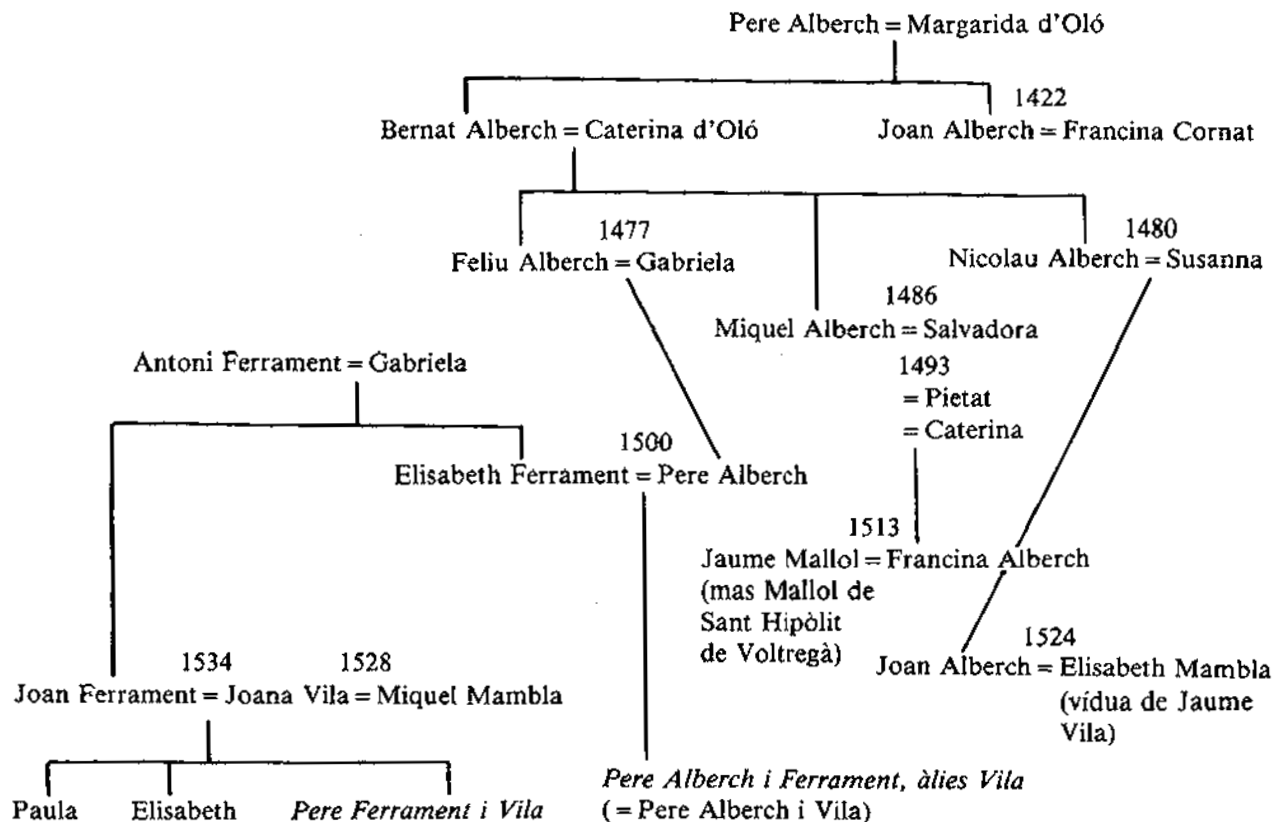 Pere Alberch = Margarida d'Oló
1422
Bernat Alberch = Caterina d'Oló
Joan Alberch = Francina Cornat
1477
1480
Feliu Alberch = Gabriela
Nicolau Alberch = Susanna
1486
Miquel Alberch = Salvadora
Antoni Ferrament = Gabriela
1493
= Pietat
= Caterina
1500
Elisabeth Ferrament = Pere Alberch
1513
Jaume Mallol = Francina Alberch
(mas Mallol de
Sant Hipòlit
de Voltregà)
1524
Joan Alberch = Elisabeth Mambla
(vídua de Jaume
Vila)
1534 1528
Joan Ferrament = Joana Vila = Miquel Mambla
Paula Elisabeth Pere Ferrament i Vila
Pere Alberch i Ferrament, àlies Vila
( = Pere Alberch i Vila)